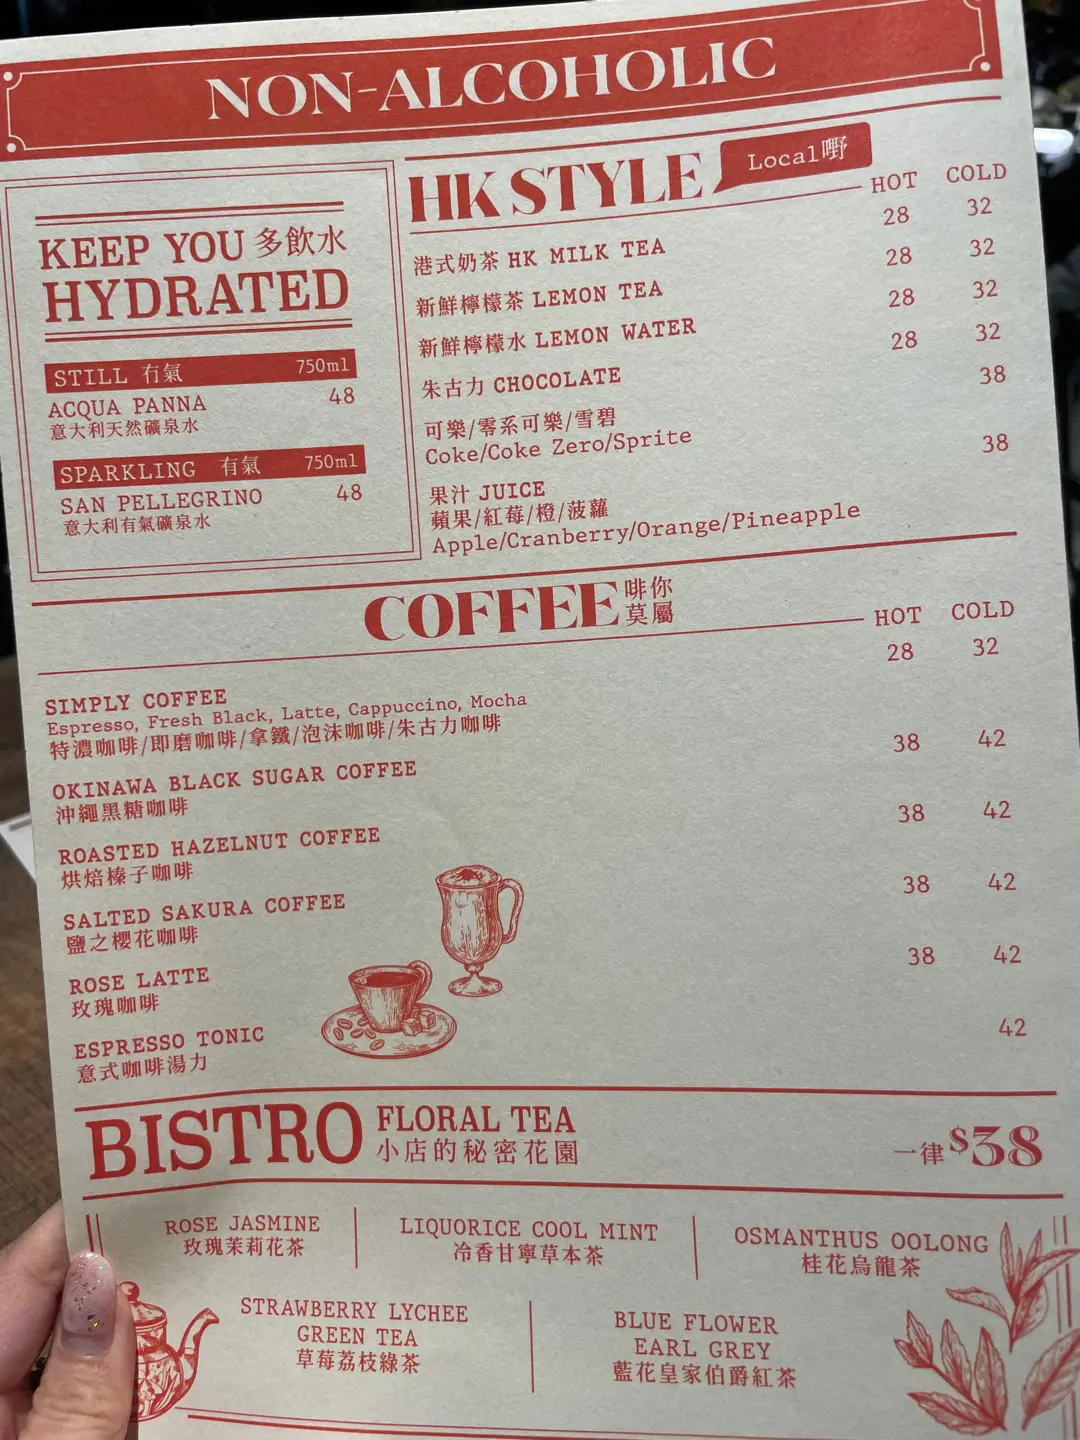 NON-ALCOHOLIC
KEEP YOU 多飲水
HYDRATED
STILL 冇氣 750ml
ACQUA PANNA 48
意大利天然礦泉水
SPARKLING 有氣 750ml
SAN PELLEGRINO 48
意大利有氣礦泉水
HK STYLE Local嘢
HOT COLD
28 32
港式奶茶 HK MILK TEA 28 32
新鮮檸檬茶 LEMON TEA 28 32
新鮮檸檬水 LEMON WATER 28 32
朱古力 CHOCOLATE 38
可樂/零系可樂/雪碧
Coke/Coke Zero/Sprite 38
果汁 JUICE
蘋果/紅莓/橙/菠蘿
Apple/Cranberry/Orange/Pineapple
COFFEE 啡你莫屬
HOT COLD
28 32
SIMPLY COFFEE
Espresso, Fresh Black, Latte, Cappuccino, Mocha
特濃咖啡/即磨咖啡/拿鐵/泡沫咖啡/朱古力咖啡
38 42
OKINAWA BLACK SUGAR COFFEE
沖繩黑糖咖啡
38 42
ROASTED HAZELNUT COFFEE
烘焙榛子咖啡
38 42
SALTED SAKURA COFFEE
鹽之櫻花咖啡
38 42
ROSE LATTE
玫瑰咖啡
42
ESPRESSO TONIC
意式咖啡湯力
BISTRO FLORAL TEA
小店的秘密花園
一律 $38
ROSE JASMINE
玫瑰茉莉花茶
LIQUORICE COOL MINT
冷香甘寧草本茶
OSMANTHUS OOLONG
桂花烏龍茶
STRAWBERRY LYCHEE
GREEN TEA
草莓荔枝綠茶
BLUE FLOWER
EARL GREY
藍花皇家伯爵紅茶